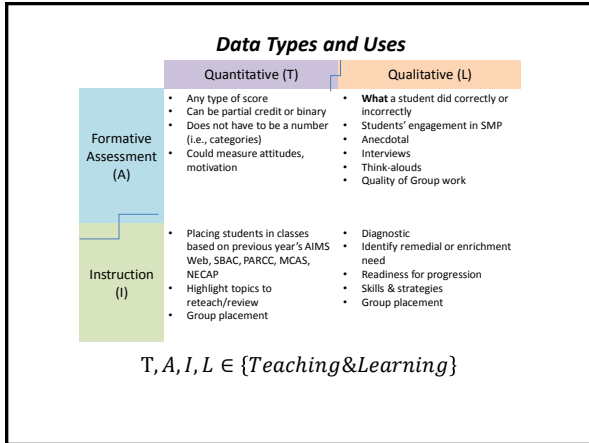 Data Types and Uses
Quantitative (T)
Qualitative (L)
Formative
Assessment
(A)
• Any type of score
• Can be partial credit or binary
• Does not have to be a number
(i.e., categories)
• Could measure attitudes,
motivation
• What a student did correctly or
incorrectly
• Students' engagement in SMP
• Anecdotal
• Interviews
• Think-alouds
• Quality of Group work
Instruction
(I)
• Placing students in classes
based on previous year's AIMS
Web, SBAC, PARCC, MCAS,
NECAP
• Highlight topics to
reteach/review
• Group placement
• Diagnostic
• Identify remedial or enrichment
need
• Readiness for progression
• Skills & strategies
• Group placement
T, A, I, L ∈ {Teaching&Learning}